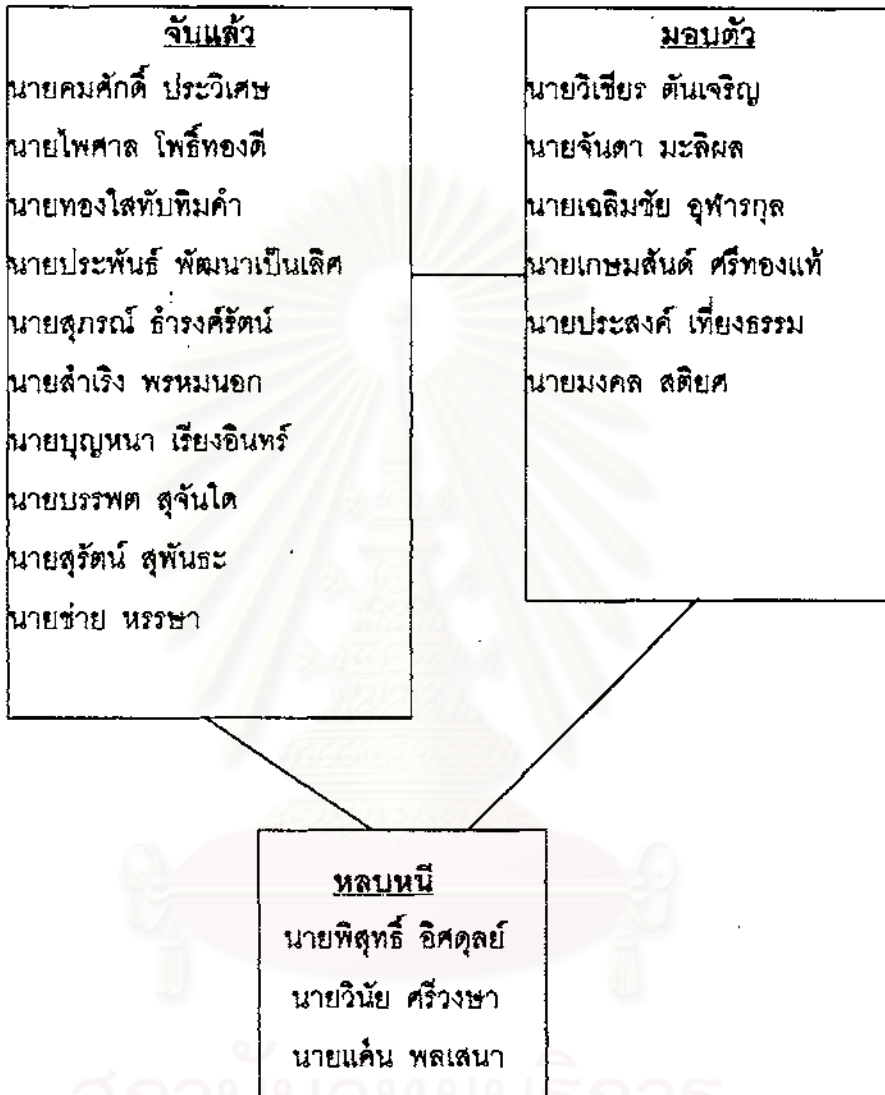 จับแล้ว
นายคมศักดิ์ ประวิเศษ
นายไพศาล โพธิ์ทองดี
นายทองใสทับทิมคำ
นายประพันธ์ พัฒนาเป็นเลิศ
นายสุภรณ์ ธำรงค์รัตน์
นายสำเริง พรหมนอก
นายบุญหนา เรียงอินทร์
นายบรรพต สุจันใด
นายสุรัตน์ สุพันธะ
นายช่าย หรรษา
มอบตัว
นายวิเชียร ตันเจริญ
นายจันดา มะลิผล
นายเฉลิมชัย อุฬารกุล
นายเกษมสันต์ ศรีทองแท้
นายประสงค์ เที่ยงธรรม
นายมงคล สติยศ
หลบหนี
นายพิสุทธิ์ อิศดุลย์
นายวินัย ศรีวงษา
นายแค็น พลเสนา